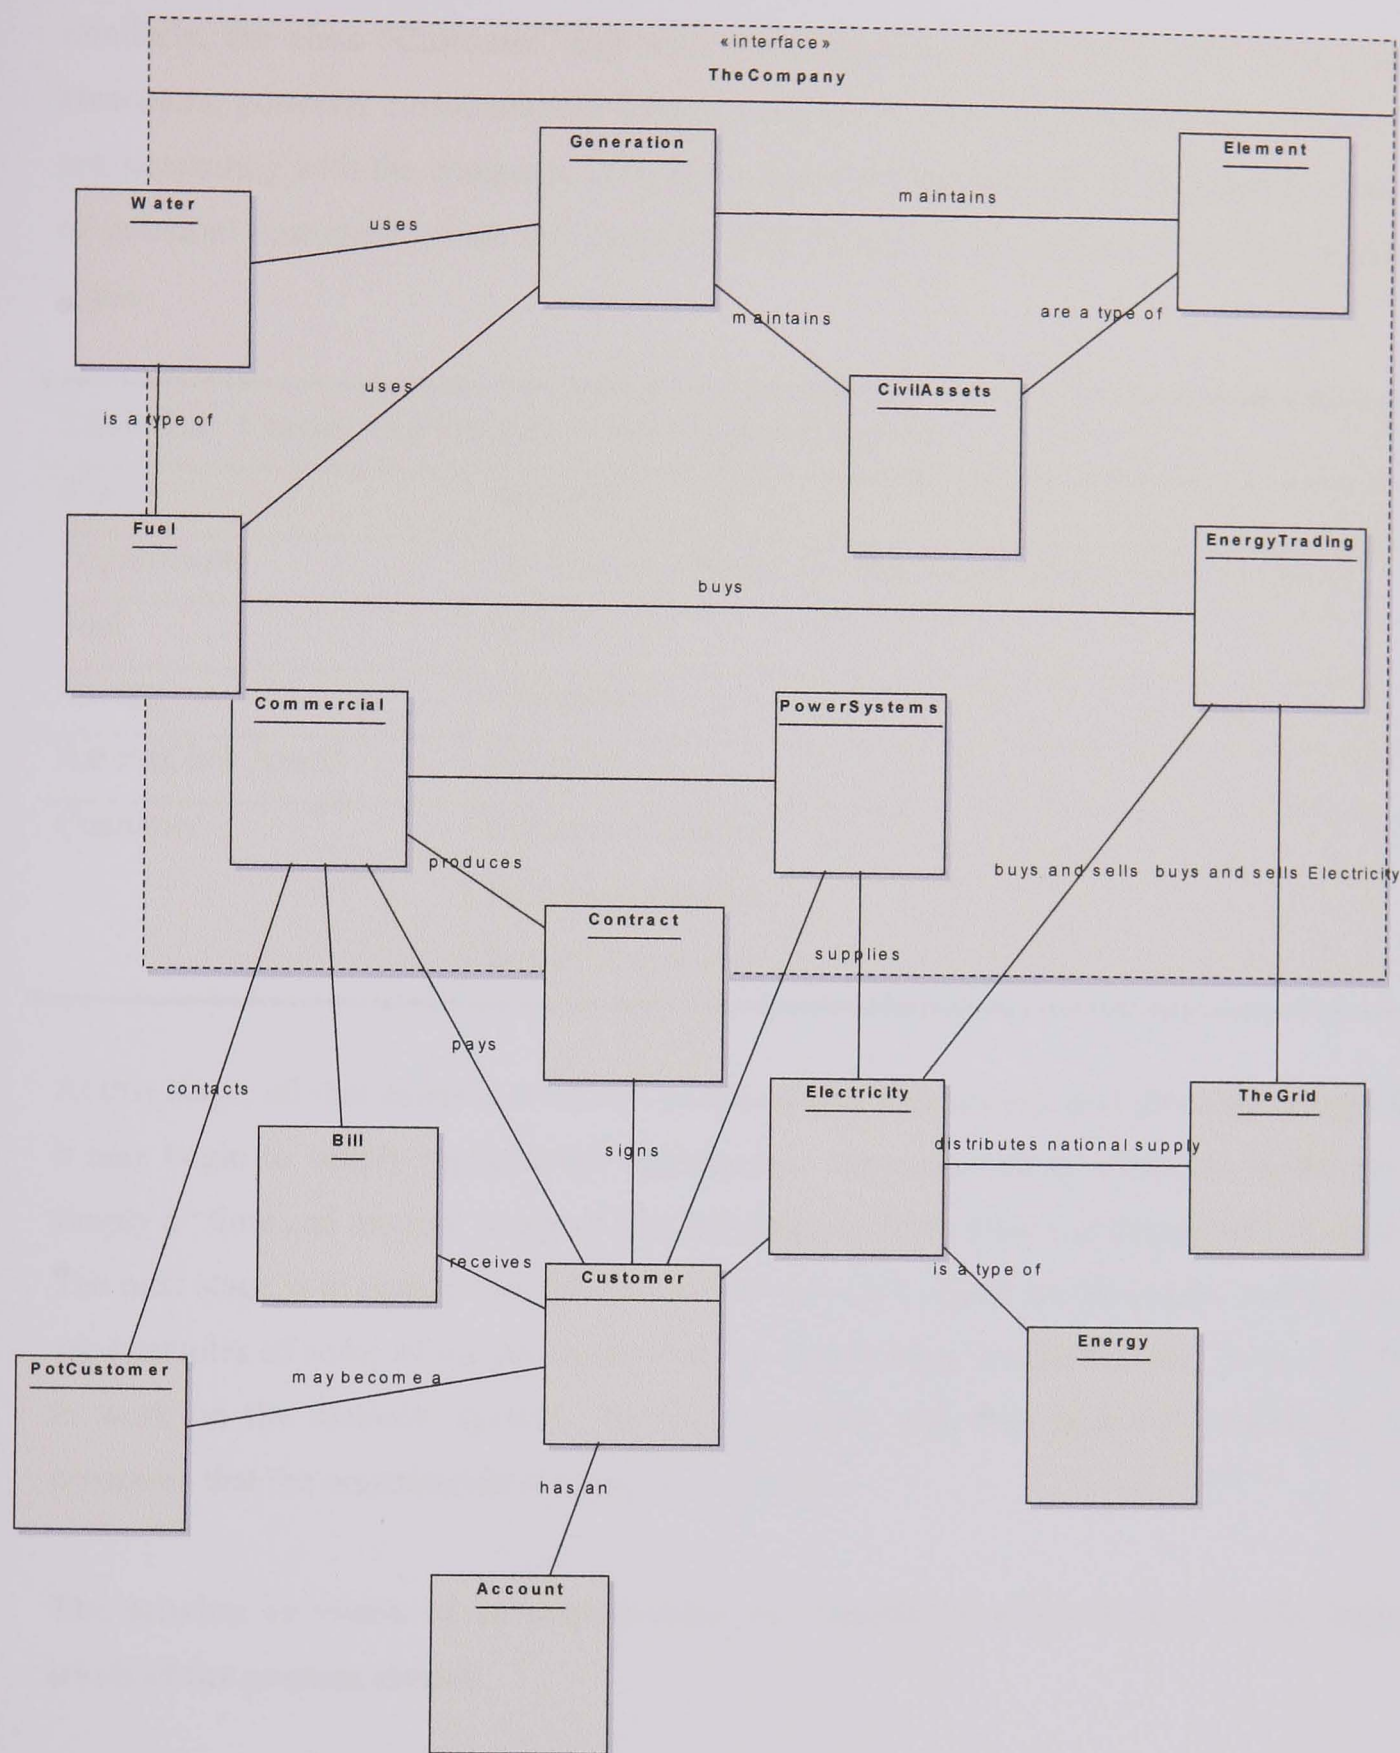 «interface»
TheCompany
Generation
Element
Water
uses
maintains
maintains
are a type of
uses
CivilAssets
is a type of
Fuel
EnergyTrading
buys
Commercial
PowerSystems
produces
buys and sells
buys and sells Electricity
Contract
supplies
pays
contacts
Electricity
TheGrid
Bill
signs
distributes national supply
receives
is a type of
Customer
Energy
PotCustomer
may become a
has an
Account